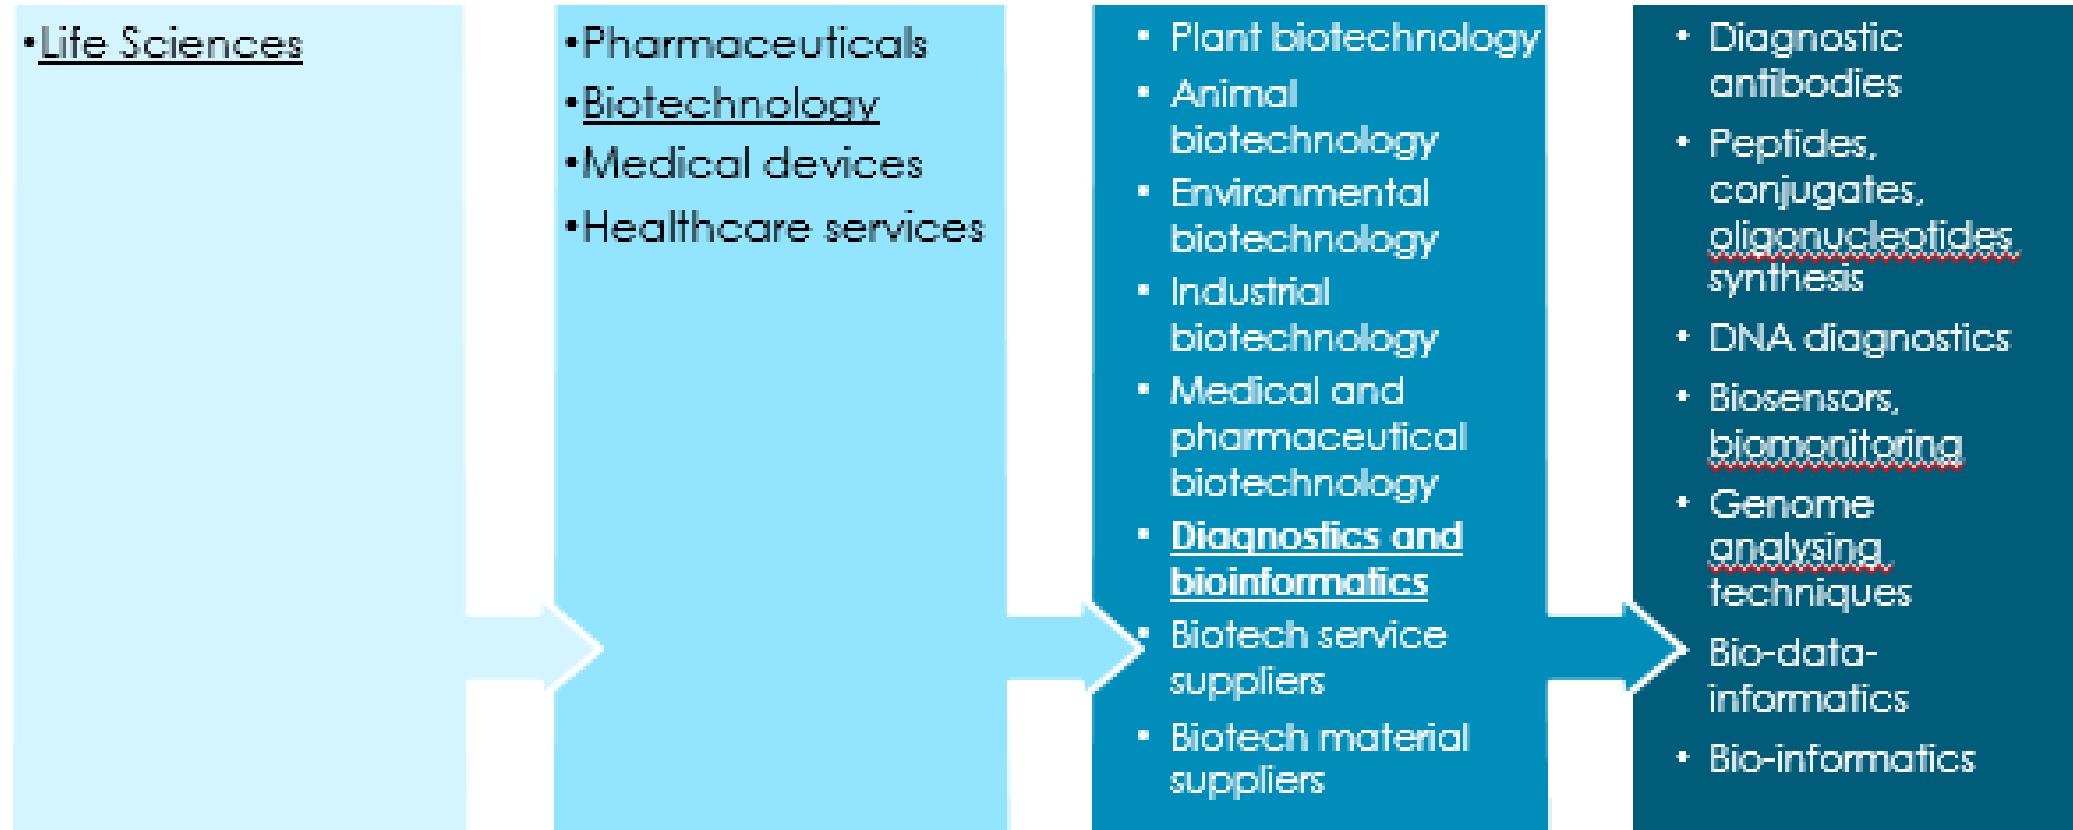 •Life Sciences
•Pharmaceuticals
•Biotechnology
•Medical devices
•Healthcare services
• Plant biotechnology
• Animal
biotechnology
• Environmental
biotechnology
• Industrial
biotechnology
• Medical and
pharmaceutical
biotechnology
• Diagnostics and
bioinformatics
• Biotech service
suppliers
• Biotech material
suppliers
• Diagnostic
antibodies
• Peptides,
conjugates,
oligonucleotides
synthesis
• DNA diagnostics
• Biosensors,
biomonitoring
• Genome
analysing
techniques
• Bio-data-
informatics
• Bio-informatics